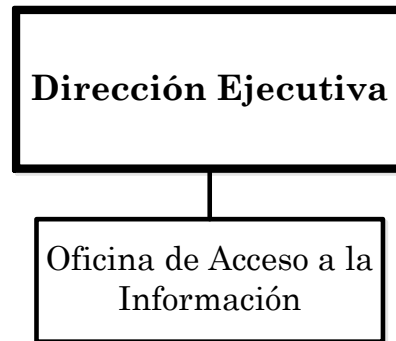 Dirección Ejecutiva
Oficina de Acceso a la
Información